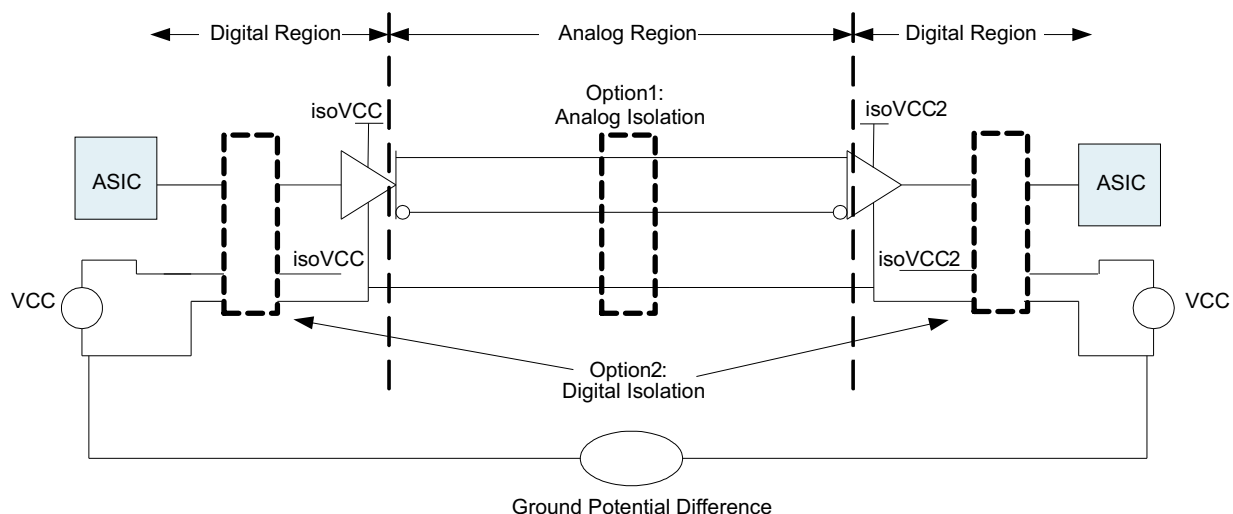 Digital Region
Analog Region
Digital Region
Option1:
Analog Isolation
isoVCC
isoVCC2
ASIC
ASIC
isoVCC
isoVCC2
VCC
VCC
Option2:
Digital Isolation
Ground Potential Difference